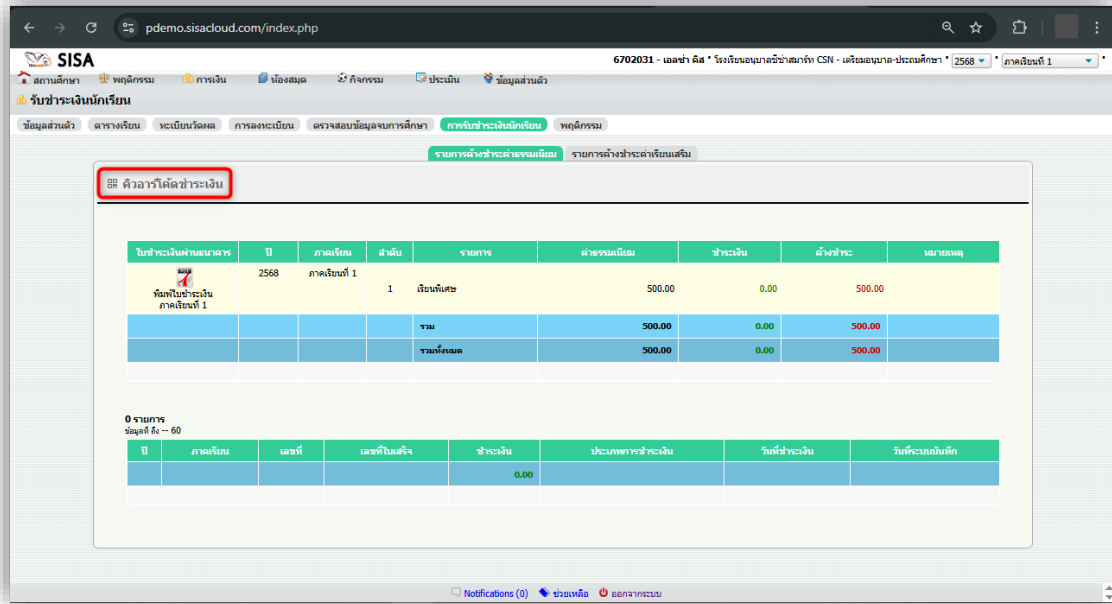 pdemo.sisacloud.com/index.php
SISA
6702031 - เอลซ่า ดิส * โรงเรียนอนุบาลชีช่าสมาร์ท CSN - เตรียมอนุบาล-ประถมศึกษา * 2568 * ภาคเรียนที่ 1 *
สถานศึกษา พฤติกรรม การเงิน ห้องสมุด กิจกรรม ประเมิน ข้อมูลส่วนตัว
รับชำระเงินนักเรียน
ข้อมูลส่วนตัว ตารางเรียน ทะเบียนวัดผล การลงทะเบียน ตรวจสอบข้อมูลจบการศึกษา การรับชำระเงินนักเรียน พฤติกรรม
รายการค้างชำระค่าธรรมเนียม รายการค้างชำระค่าเรียนเสริม
คิวอาร์โค้ดชำระเงิน
ใบชำระเงินผ่านธนาคาร ปี ภาคเรียน ลำดับ รายการ ค่าธรรมเนียม ชำระเงิน ค้างชำระ หมายเหตุ
พิมพ์ใบชำระเงิน ภาคเรียนที่ 1 2568 ภาคเรียนที่ 1 1 เรียนพิเศษ 500.00 0.00 500.00
รวม 500.00 0.00 500.00
รวมทั้งหมด 500.00 0.00 500.00
0 รายการ
ข้อมูลที่ ถึง -- 60
ปี ภาคเรียน เลขที่ เลขที่ใบเสร็จ ชำระเงิน ประเภทการชำระเงิน วันที่ชำระเงิน วันที่ระบบบันทึก
0.00
Notifications (0) ช่วยเหลือ ออกจากระบบ